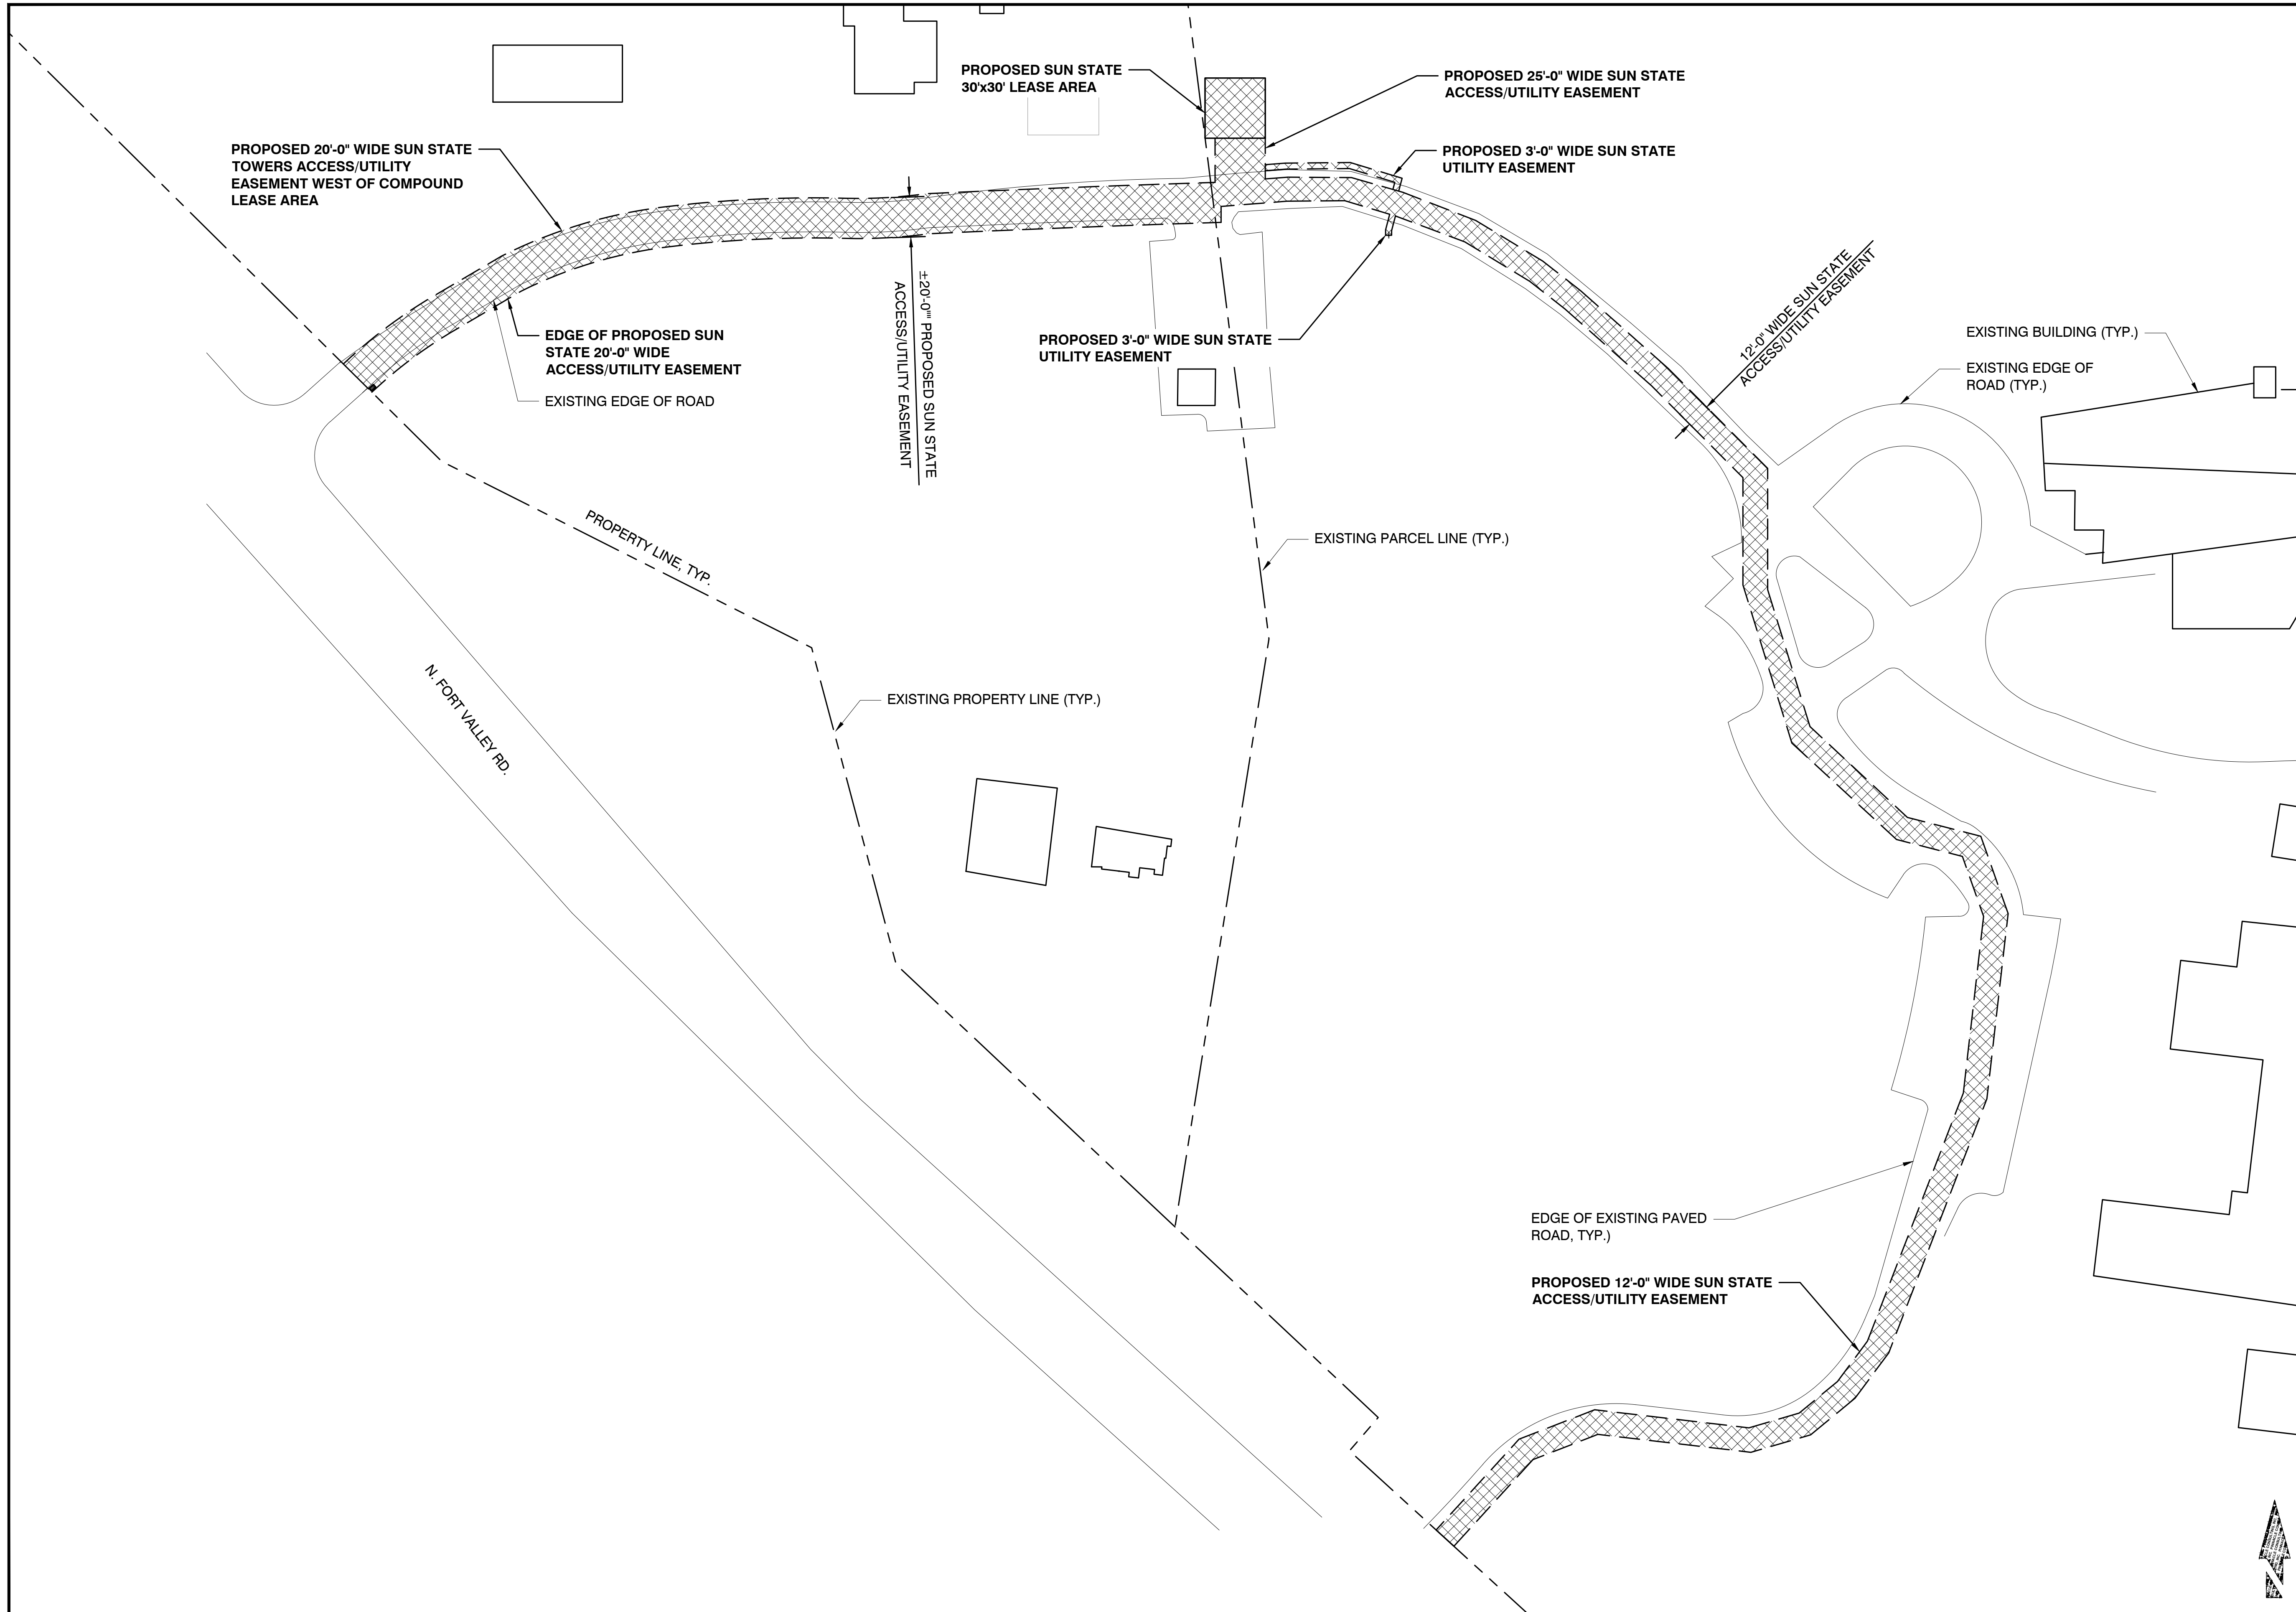 PROPOSED SUN STATE
30'x30' LEASE AREA
PROPOSED 25'-0" WIDE SUN STATE
ACCESS/UTILITY EASEMENT
PROPOSED 20'-0" WIDE SUN STATE
TOWERS ACCESS/UTILITY
EASEMENT WEST OF COMPOUND
LEASE AREA
PROPOSED 3'-0" WIDE SUN STATE
UTILITY EASEMENT
12'-0" WIDE SUN STATE
ACCESS/UTILITY EASEMENT
±20'-0"" PROPOSED SUN STATE
ACCESS/UTILITY EASEMENT
EDGE OF PROPOSED SUN
STATE 20'-0" WIDE
ACCESS/UTILITY EASEMENT
EXISTING EDGE OF ROAD
PROPOSED 3'-0" WIDE SUN STATE
UTILITY EASEMENT
EXISTING BUILDING (TYP.)
EXISTING EDGE OF
ROAD (TYP.)
PROPERTY LINE, TYP.
EXISTING PARCEL LINE (TYP.)
N. FORT VALLEY RD.
EXISTING PROPERTY LINE (TYP.)
EDGE OF EXISTING PAVED
ROAD, TYP.)
PROPOSED 12'-0" WIDE SUN STATE
ACCESS/UTILITY EASEMENT